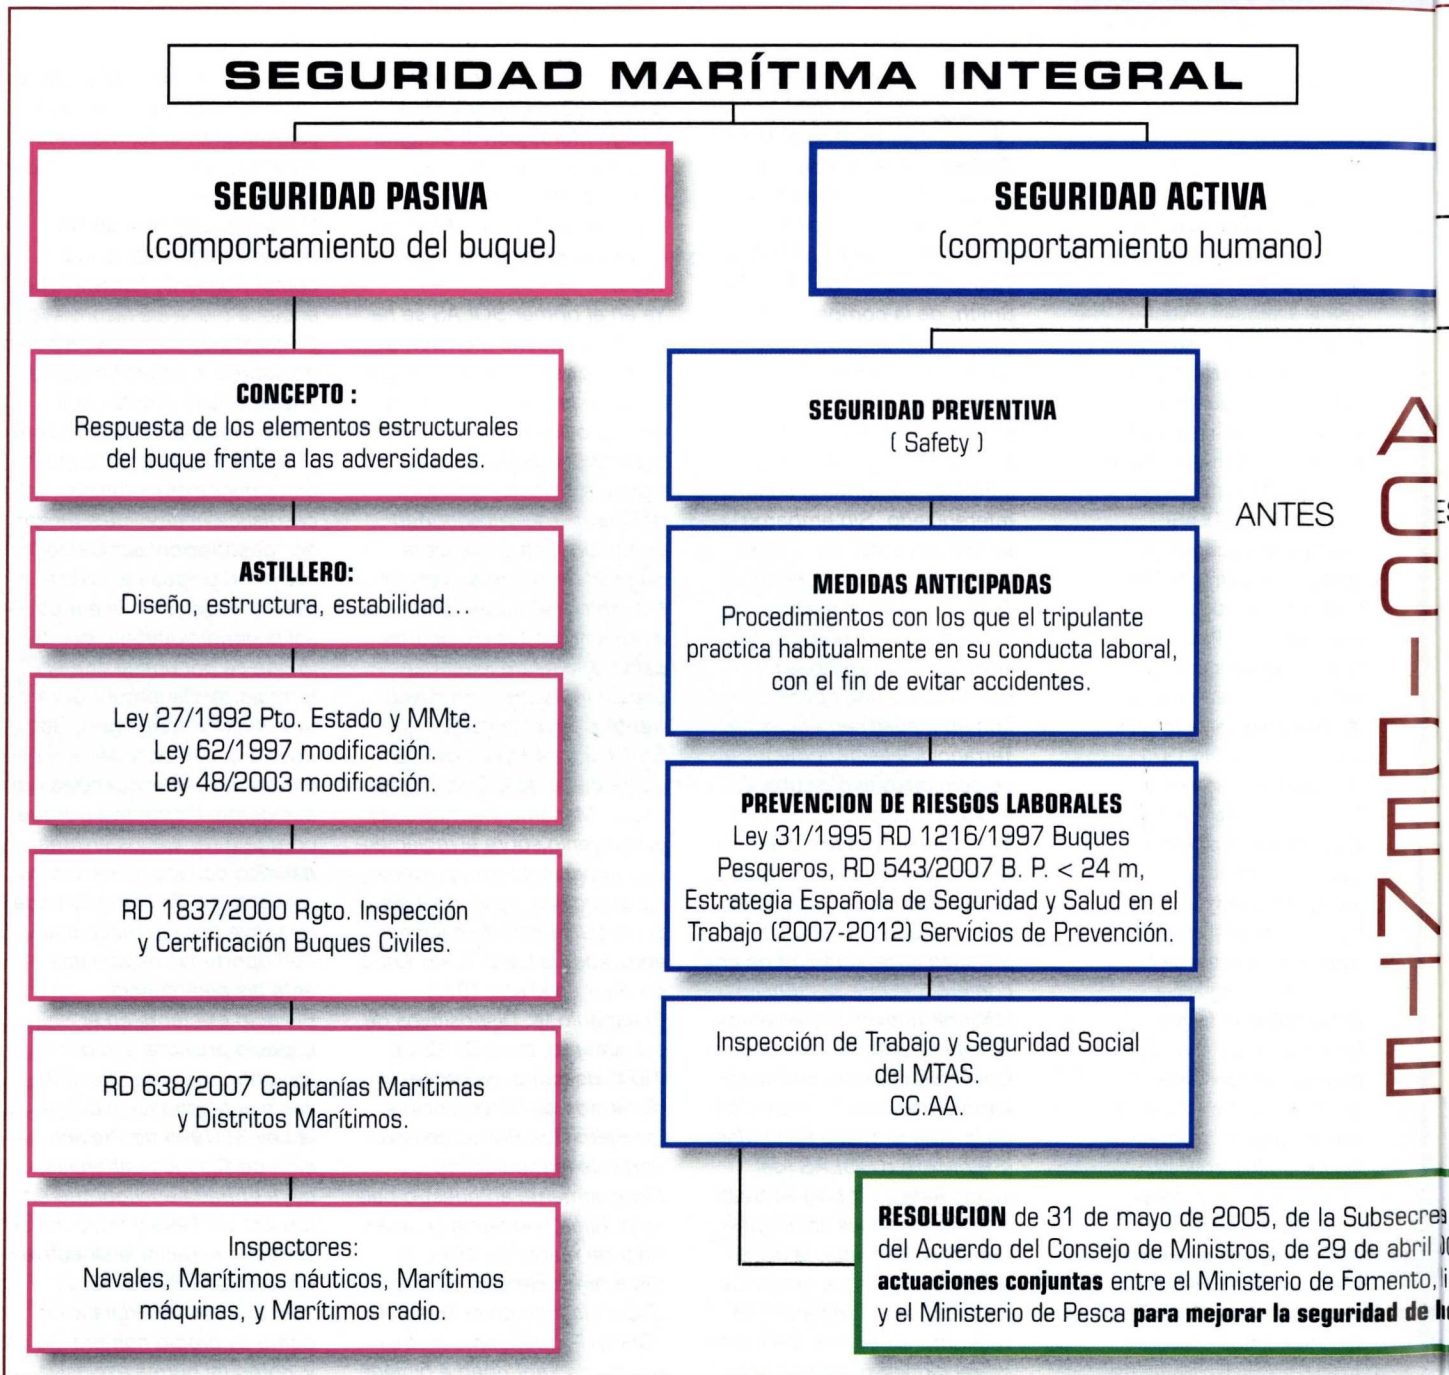 SEGURIDAD MARÍTIMA INTEGRAL
SEGURIDAD PASIVA
(comportamiento del buque)
CONCEPTO :
Respuesta de los elementos estructurales
del buque frente a las adversidades.
ASTILLERO:
Diseño, estructura, estabilidad...
Ley 27/1992 Pto. Estado y MMte.
Ley 62/1997 modificación.
Ley 48/2003 modificación.
RD 1837/2000 Rgto. Inspección
y Certificación Buques Civiles.
RD 638/2007 Capitanías Marítimas
y Distritos Marítimos.
Inspectores:
Navales, Marítimos náuticos, Marítimos
máquinas, y Marítimos radio.
SEGURIDAD ACTIVA
(comportamiento humano)
SEGURIDAD PREVENTIVA
( Safety )
MEDIDAS ANTICIPADAS
Procedimientos con los que el tripulante
practica habitualmente en su conducta laboral,
con el fin de evitar accidentes.
PREVENCION DE RIESGOS LABORALES
Ley 31/1995 RD 1216/1997 Buques
Pesqueros, RD 543/2007 B. P. < 24 m,
Estrategia Española de Seguridad y Salud en el
Trabajo (2007-2012) Servícios de Prevención.
Inspección de Trabajo y Seguridad Social
del MTAS.
CC.AA.
ANTES
ACCIDENTE
RESOLUCION de 31 de mayo de 2005, de la
del Acuerdo del Consejo de Ministros, de 29 de abril
actuaciones conjuntas entre el Ministerio de Fomento,
y el Ministerio de Pesca para mejorar la seguridad de